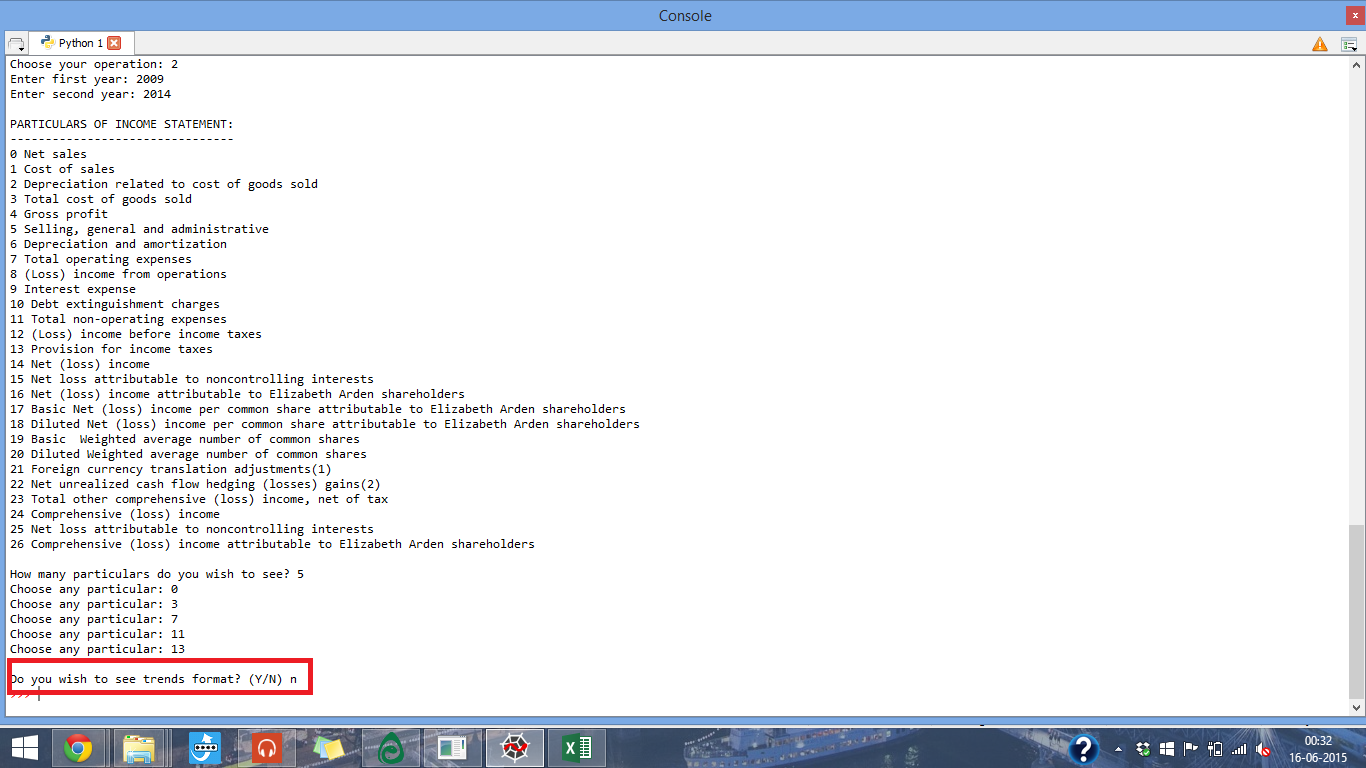 Console
Python 1
Choose your operation: 2
Enter first year: 2009
Enter second year: 2014
PARTICULARS OF INCOME STATEMENT:
--------------------------------
0 Net sales
1 Cost of sales
2 Depreciation related to cost of goods sold
3 Total cost of goods sold
4 Gross profit
5 Selling, general and administrative
6 Depreciation and amortization
7 Total operating expenses
8 (Loss) income from operations
9 Interest expense
10 Debt extinguishment charges
11 Total non-operating expenses
12 (Loss) income before income taxes
13 Provision for income taxes
14 Net (loss) income
15 Net loss attributable to noncontrolling interests
16 Net (loss) income attributable to Elizabeth Arden shareholders
17 Basic Net (loss) income per common share attributable to Elizabeth Arden shareholders
18 Diluted Net (loss) income per common share attributable to Elizabeth Arden shareholders
19 Basic  Weighted average number of common shares
20 Diluted Weighted average number of common shares
21 Foreign currency translation adjustments(1)
22 Net unrealized cash flow hedging (losses) gains(2)
23 Total other comprehensive (loss) income, net of tax
24 Comprehensive (loss) income
25 Net loss attributable to noncontrolling interests
26 Comprehensive (loss) income attributable to Elizabeth Arden shareholders
How many particulars do you wish to see? 5
Choose any particular: 0
Choose any particular: 3
Choose any particular: 7
Choose any particular: 11
Choose any particular: 13
Do you wish to see trends format? (Y/N) n
>>>
00:32
16-06-2015